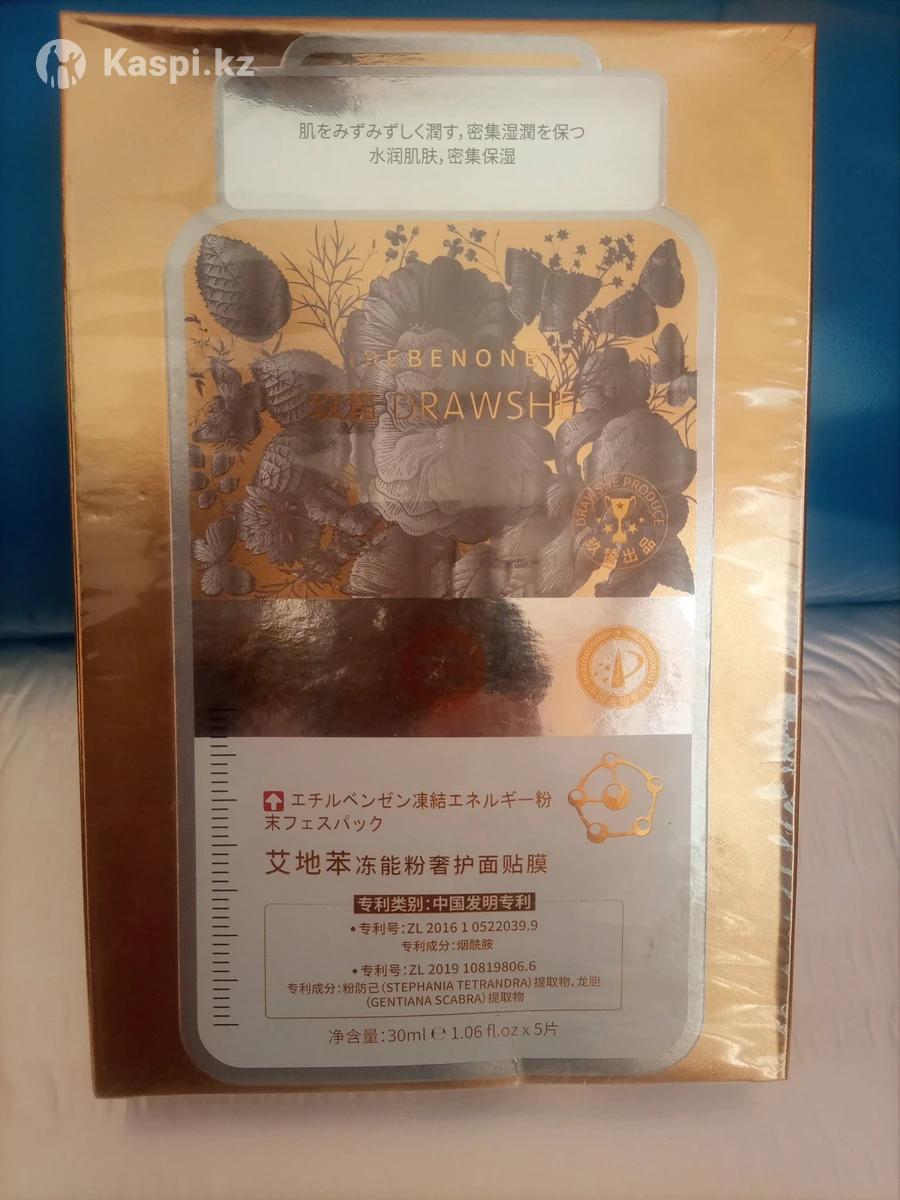 Kaspi.kz
肌をみずみずしく潤す,密集湿潤を保つ
水润肌肤,密集保湿
DRAWSHE
DRAWSHE PRODUCE
出品
エチルベンゼン凍結エネルギー粉
末フェスパック
艾地苯冻能粉奢护面贴膜
专利类别:中国发明专利
•专利号:ZL 2016 1 0522039.9
专利成分:烟酰胺
•专利号:ZL 2019 10819806.6
专利成分:粉防己(STEPHANIA TETRANDRA)提取物、龙胆
(GENTIANA SCABRA)提取物
净含量:30ml ℮ 1.06 fl.oz x 5片